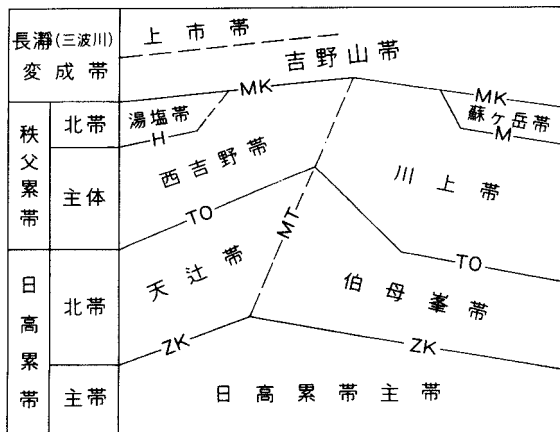 長瀞(三波川)
変成帯
上市帯
吉野山帯
MK
MK
秩父累帯
北帯
湯塩帯
H
蘇ヶ岳帯
M
主体
西吉野帯
川上帯
TO
MT
TO
日高累帯
北帯
天辻帯
伯母峯帯
ZK
ZK
主帯
日高累帯主帯